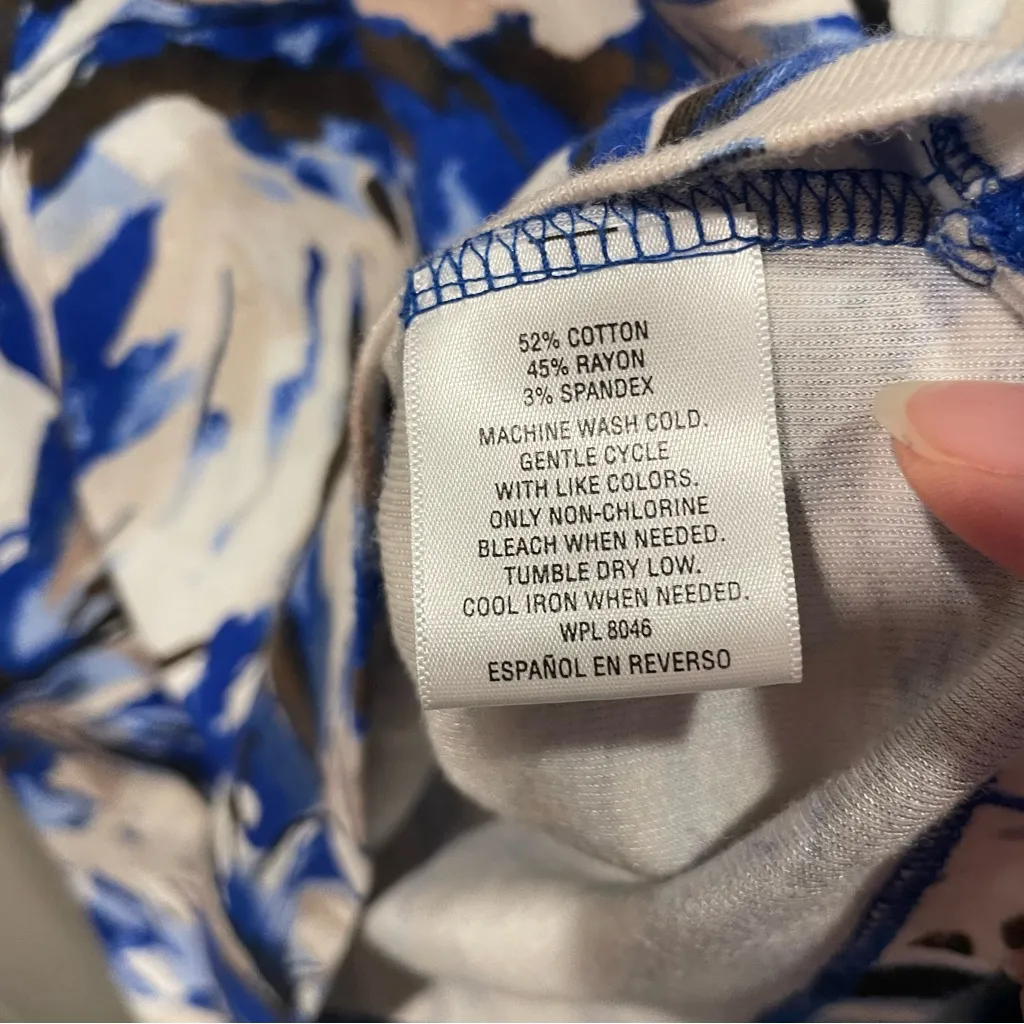 52% COTTON
45% RAYON
3% SPANDEX
MACHINE WASH COLD.
GENTLE CYCLE
WITH LIKE COLORS.
ONLY NON-CHLORINE
BLEACH WHEN NEEDED.
TUMBLE DRY LOW.
COOL IRON WHEN NEEDED.
WPL 8046
ESPAÑOL EN REVERSO